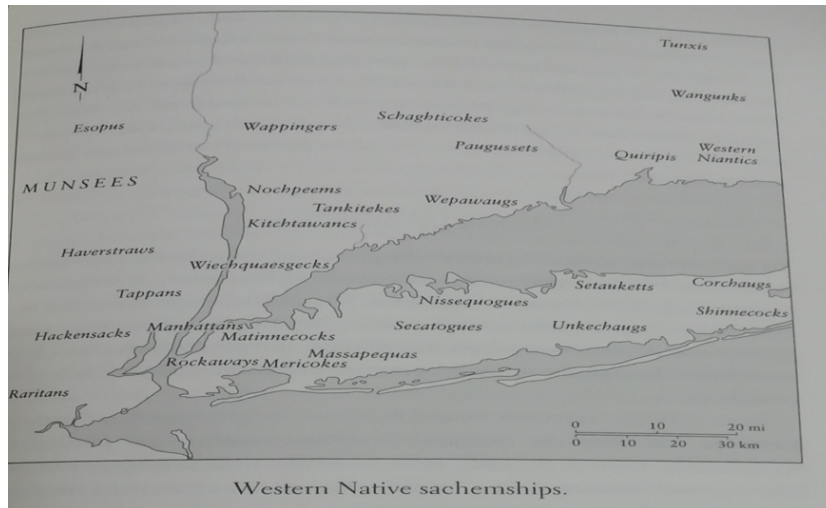 Tunxis
N
Wangunks
Esopus
Wappingers
Schaghticokes
Paugussets
Quiripis
Western
Niantics
MUNSEES
Nochpeems
Tankitekes
Wepawaugs
Kitchtawancs
Haverstraws
Wiechquaesgecks
Tappans
Nissequogues
Setauketts
Corchaugs
Shinnecocks
Hackensacks
Manhattans
Matinnecocks
Secatogues
Unkechaugs
Rockaways
Mericokes
Massapequas
Raritans
0 10 20 mi
0 10 20 30 km
Western Native sachemships.